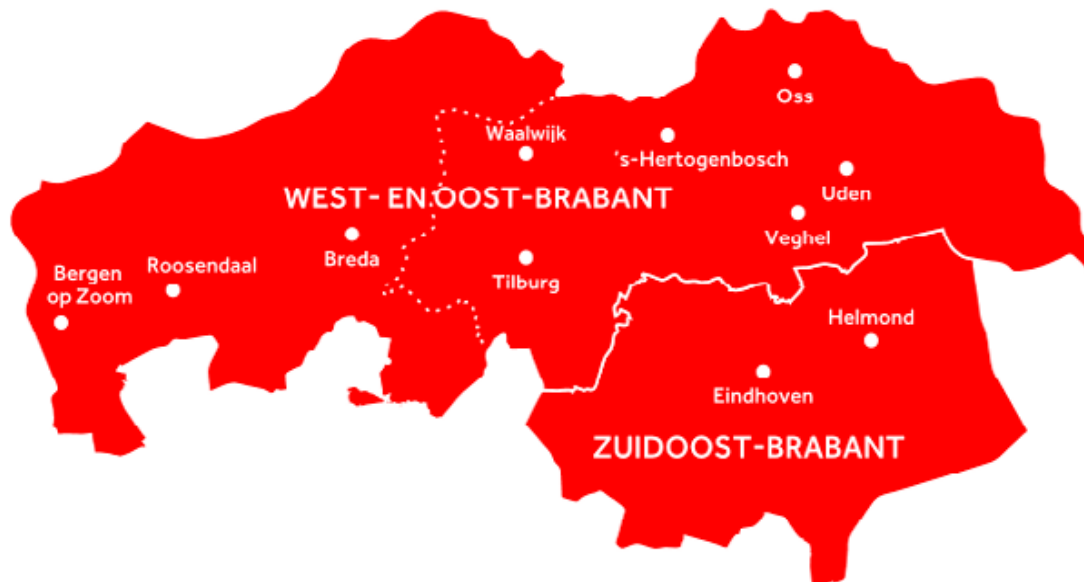 Oss
Waalwijk
's-Hertogenbosch
Uden
WEST- EN OOST-BRABANT
Veghel
Breda
Roosendaal
Bergen
op Zoom
Tilburg
Helmond
Eindhoven
ZUIDOOST-BRABANT